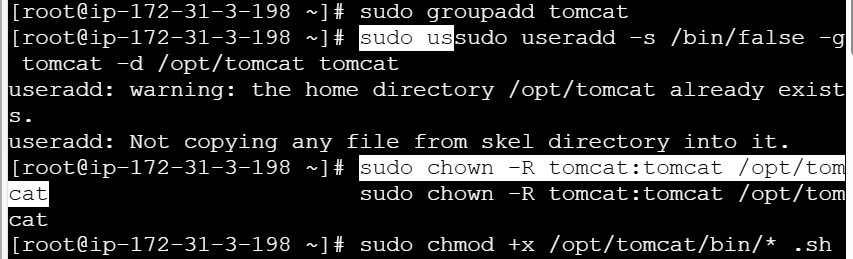 [root@ip-172-31-3-198 ~]# sudo groupadd tomcat
[root@ip-172-31-3-198 ~]# sudo ussudo useradd -s /bin/false -g
 tomcat -d /opt/tomcat tomcat
useradd: warning: the home directory /opt/tomcat already exist
s.
useradd: Not copying any file from skel directory into it.
[root@ip-172-31-3-198 ~]# sudo chown -R tomcat:tomcat /opt/tom
cat                       sudo chown -R tomcat:tomcat /opt/tom
cat
[root@ip-172-31-3-198 ~]# sudo chmod +x /opt/tomcat/bin/* .sh